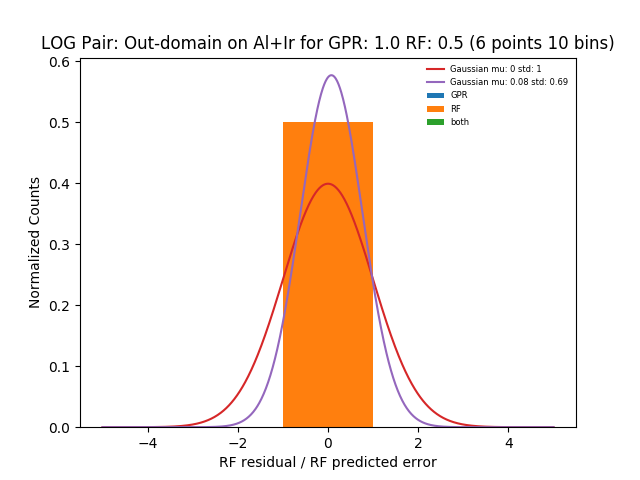 LOG Pair: Out-domain on Al+Ir for GPR: 1.0 RF: 0.5 (6 points 10 bins)
Gaussian mu: 0 std: 1
Gaussian mu: 0.08 std: 0.69
GPR
RF
both
Normalized Counts
0.6
0.5
0.4
0.3
0.2
0.1
0.0
−4 −2 0 2 4
RF residual / RF predicted error